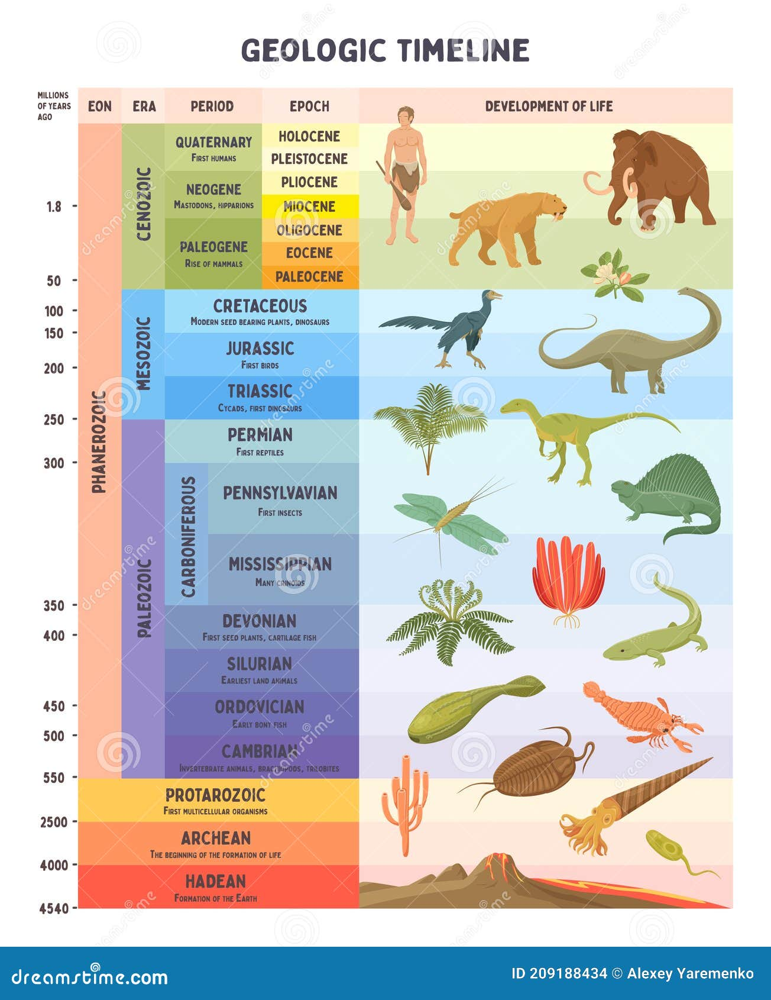 GEOLOGIC TIMELINE
MILLIONS
OF YEARS
AGO
EON
ERA
PERIOD
EPOCH
DEVELOPMENT OF LIFE
PHANEROZOIC
CENOZOIC
QUATERNARY
FIRST HUMANS
HOLOCENE
PLEISTOCENE
NEOGENE
MASTODONS, HIPPARIONS
PLIOCENE
MIOCENE
1.8
PALEOGENE
RISE OF MAMMALS
OLIGOCENE
EOCENE
PALEOCENE
50
MESOZOIC
CRETACEOUS
MODERN SEED BEARING PLANTS, DINOSAURS
100
150
JURASSIC
FIRST BIRDS
200
TRIASSIC
CYCADS, FIRST DINOSAURS
250
PALEOZOIC
PERMIAN
FIRST REPTILES
300
CARBONIFEROUS
PENNSYLVAVIAN
FIRST INSECTS
MISSISSIPPIAN
MANY CRINOIDS
350
DEVONIAN
FIRST SEED PLANTS, CARTILAGE FISH
400
SILURIAN
EARLIEST LAND ANIMALS
450
ORDOVICIAN
EARLY BONY FISH
500
CAMBRIAN
INVERTEBRATE ANIMALS, BRACHIOPODS, TRILOBITES
550
PROTAROZOIC
FIRST MULTICELLULAR ORGANISMS
2500
ARCHEAN
THE BEGINNING OF THE FORMATION OF LIFE
4000
HADEAN
FORMATION OF THE EARTH
4540
dreamstime.com
ID 209188434 © Alexey Yaremenko